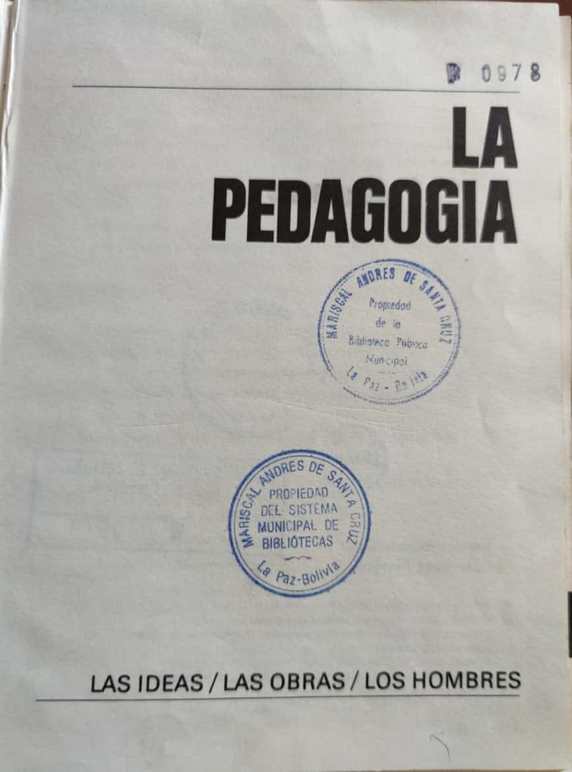 P 0978
LA
PEDAGOGIA
MARISCAL ANDRES DE SANTA CRUZ
Propiedad
de la
Biblioteca Pública
Municipal
La Paz - Bolivia
MARISCAL ANDRES DE SANTA CRUZ
PROPIEDAD
DEL SISTEMA
MUNICIPAL DE
BIBLIOTECAS
La Paz-Bolivia
LAS IDEAS / LAS OBRAS / LOS HOMBRES